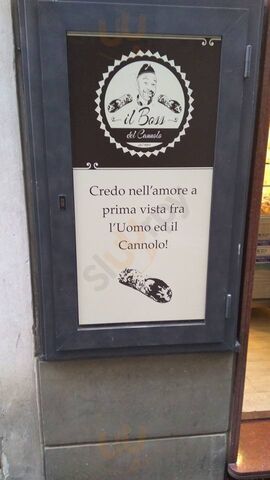 il Boss
del Cannolo
Credo nell'amore a
prima vista fra
l'Uomo ed il
Cannolo!